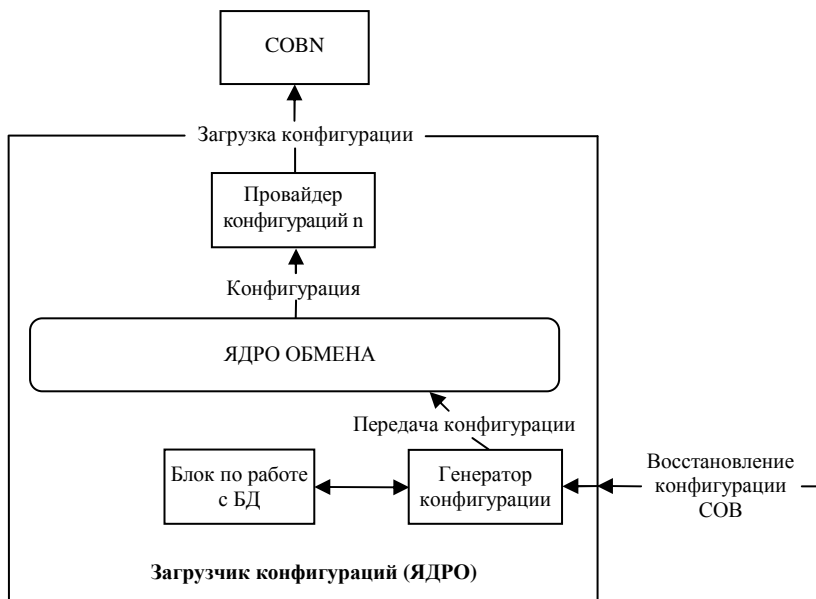 COBN
Загрузка конфигурации
Провайдер
конфигураций n
Конфигурация
ЯДРО ОБМЕНА
Передача конфигурации
Блок по работе
с БД
Генератор
конфигурации
Восстановление
конфигурации
СОВ
Загрузчик конфигураций (ЯДРО)